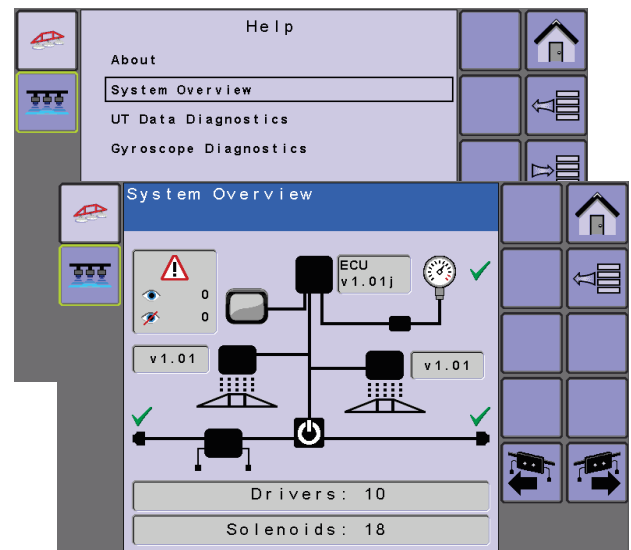 Help
About
System Overview
UT Data Diagnostics
Gyroscope Diagnostics
System Overview
0
0
ECU
v1.01j
v1.01
v1.01
Drivers: 10
Solenoids: 18